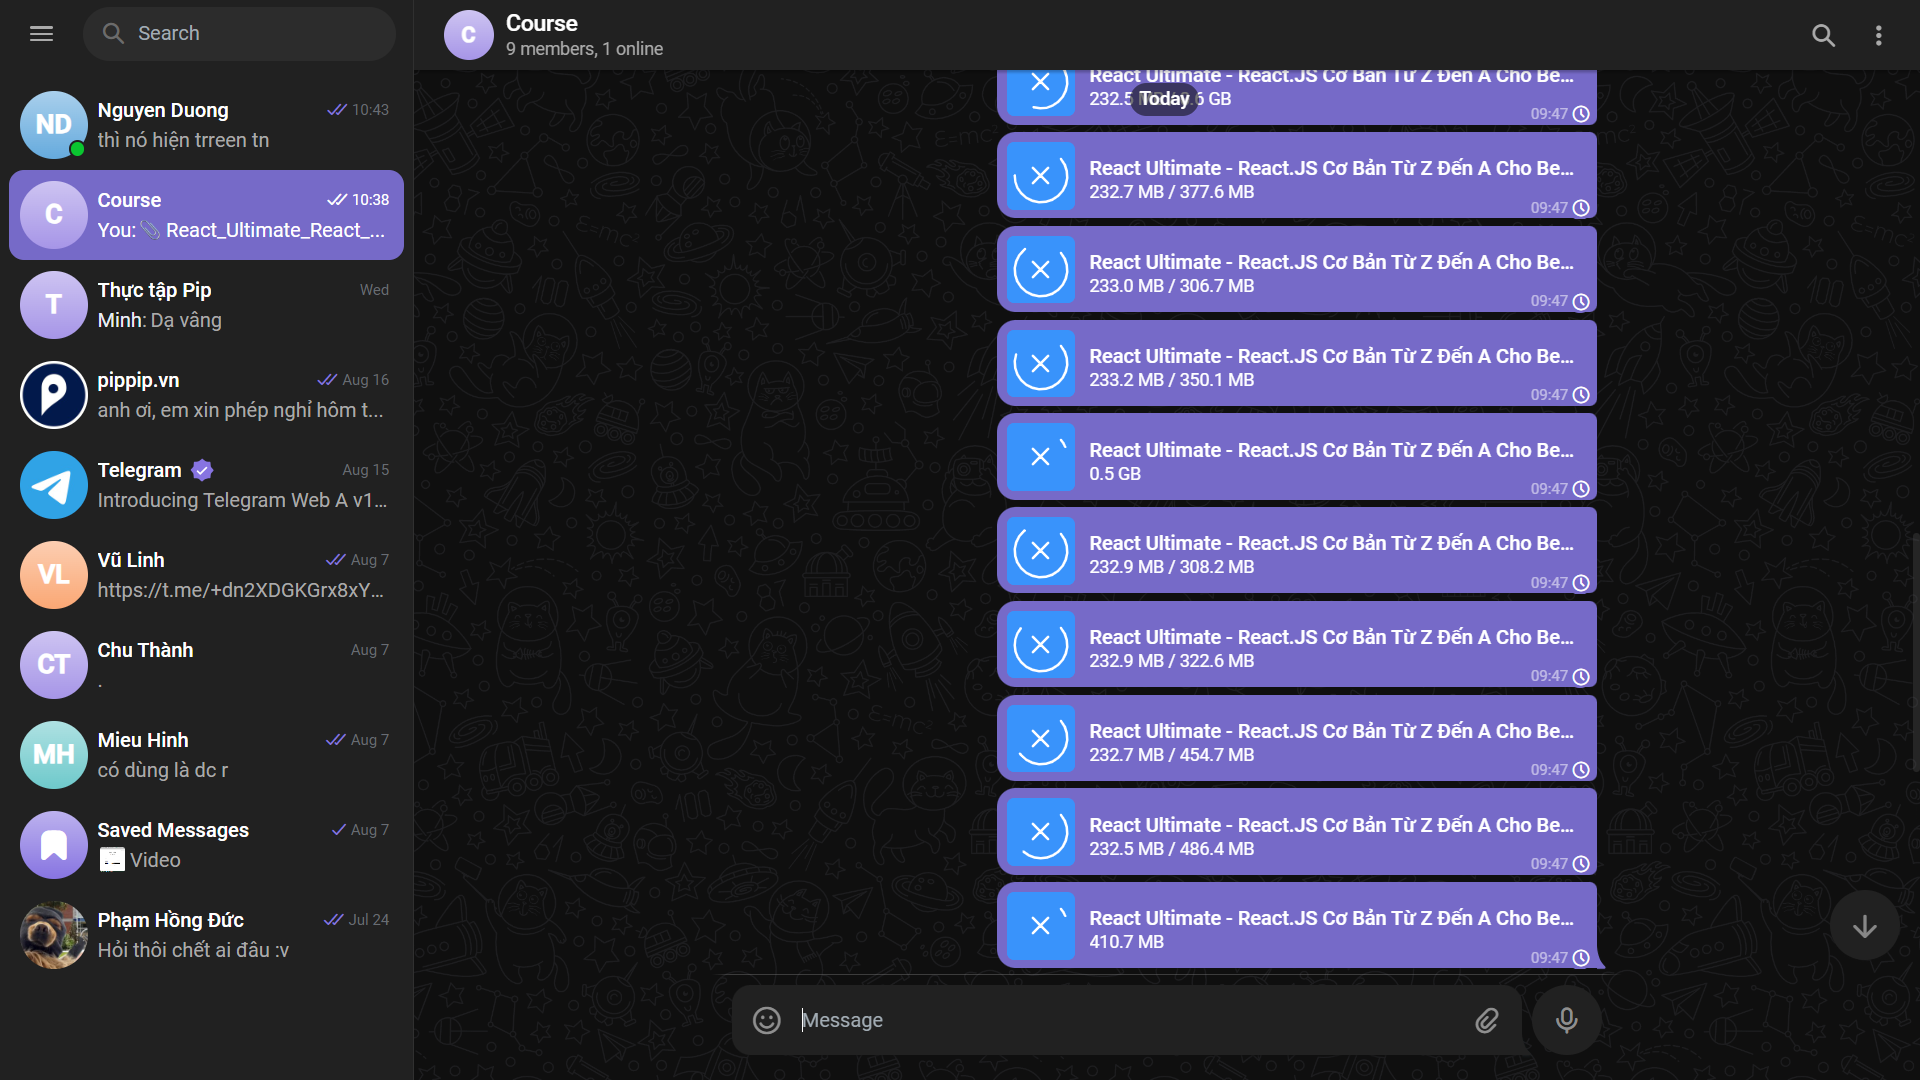 Search
ND
Nguyen Duong
10:43
thì nó hiện trreen tn
C
Course
10:38
You: React_Ultimate_React_...
T
Thực tập Pip
Wed
Minh: Dạ vâng
pippip.vn
Aug 16
anh ơi, em xin phép nghỉ hôm t...
Telegram
Aug 15
Introducing Telegram Web A v1...
VL
Vũ Linh
Aug 7
https://t.me/+dn2XDGKGrx8xY...
CT
Chu Thành
Aug 7
.
MH
Mieu Hinh
Aug 7
có dùng là dc r
Saved Messages
Aug 7
Video
Phạm Hồng Đức
Jul 24
Hỏi thôi chết ai đâu :v
C
Course
9 members, 1 online
React Ultimate - React.JS Cơ Bản Từ Z Đến A Cho Be...
Today
09:47
React Ultimate - React.JS Cơ Bản Từ Z Đến A Cho Be...
232.7 MB / 377.6 MB
09:47
React Ultimate - React.JS Cơ Bản Từ Z Đến A Cho Be...
233.0 MB / 306.7 MB
09:47
React Ultimate - React.JS Cơ Bản Từ Z Đến A Cho Be...
233.2 MB / 350.1 MB
09:47
React Ultimate - React.JS Cơ Bản Từ Z Đến A Cho Be...
0.5 GB
09:47
React Ultimate - React.JS Cơ Bản Từ Z Đến A Cho Be...
232.9 MB / 308.2 MB
09:47
React Ultimate - React.JS Cơ Bản Từ Z Đến A Cho Be...
232.9 MB / 322.6 MB
09:47
React Ultimate - React.JS Cơ Bản Từ Z Đến A Cho Be...
232.7 MB / 454.7 MB
09:47
React Ultimate - React.JS Cơ Bản Từ Z Đến A Cho Be...
232.5 MB / 486.4 MB
09:47
React Ultimate - React.JS Cơ Bản Từ Z Đến A Cho Be...
410.7 MB
09:47
Message